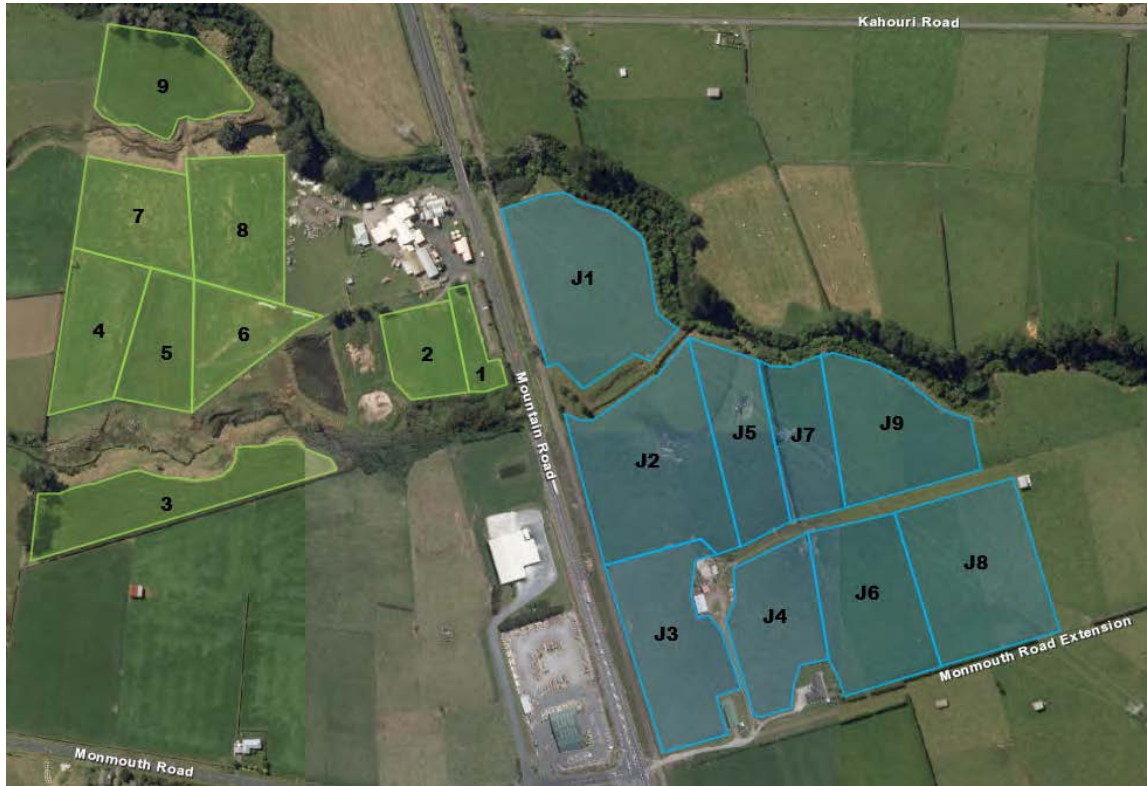 Kahouri Road
9
7
8
J1
4
5
6
2
1
Mountain Road
J2
J5
J7
J9
3
J3
J4
J6
J8
Monmouth Road Extension
Monmouth Road